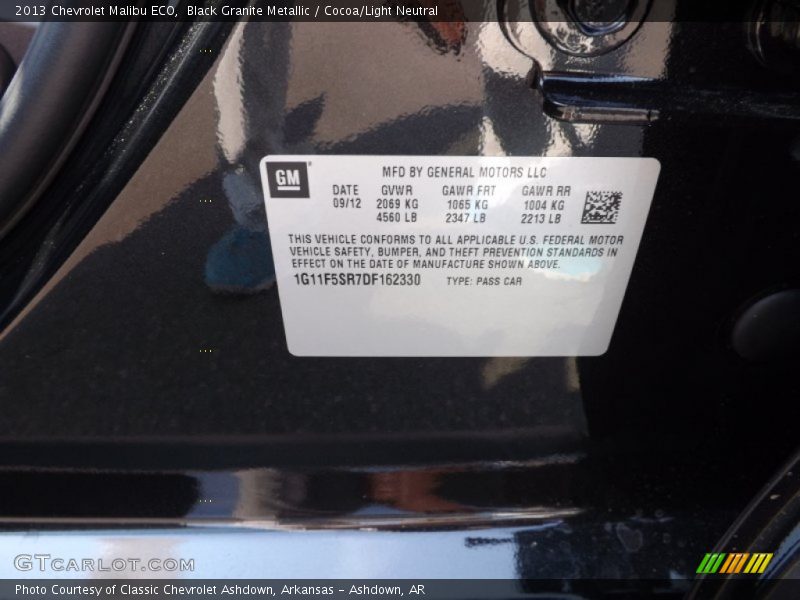 2013 Chevrolet Malibu ECO, Black Granite Metallic / Cocoa/Light Neutral
GM
MFD BY GENERAL MOTORS LLC
DATE GVWR GAWR FRT GAWR RR
09/12 2069 KG 1065 KG 1004 KG
4560 LB 2347 LB 2213 LB
THIS VEHICLE CONFORMS TO ALL APPLICABLE U.S. FEDERAL MOTOR
VEHICLE SAFETY, BUMPER, AND THEFT PREVENTION STANDARDS IN
EFFECT ON THE DATE OF MANUFACTURE SHOWN ABOVE.
1G11F5SR7DF162330 TYPE: PASS CAR
GTCARLOT.COM
Photo Courtesy of Classic Chevrolet Ashdown, Arkansas - Ashdown, AR